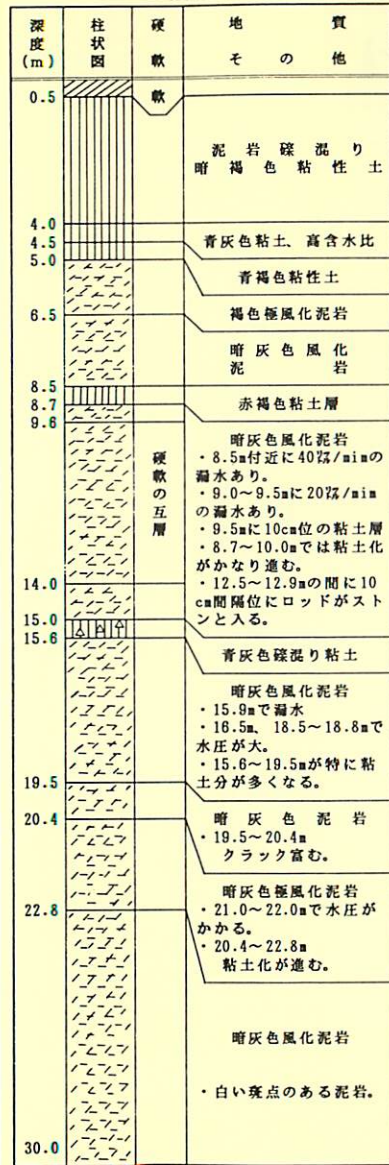 深度(m)
柱状図
硬軟
地質
その他
0.5
軟
泥岩礫混り
暗褐色粘性土
4.0
4.5
青灰色粘土、高含水比
5.0
青褐色粘性土
6.5
褐色極風化泥岩
暗灰色風化
泥岩
8.5
8.7
赤褐色粘土層
9.6
硬軟の互層
暗灰色風化泥岩
・8.5m付近に40㍑/mimの
漏水あり。
・9.0～9.5mに20㍑/mim
の漏水あり。
・9.5mに10cm位の粘土層
・8.7～10.0mでは粘土化
がかなり進む。
・12.5～12.9mの間に10
cm間隔位にロッドがスト
ンと入る。
14.0
15.0
15.6
青灰色礫混り粘土
暗灰色風化泥岩
・15.9mで漏水
・16.5m、18.5～18.8mで
水圧が大。
・15.6～19.5mが特に粘
土分が多くなる。
19.5
暗灰色泥岩
・19.5～20.4m
クラック富む。
20.4
暗灰色極風化泥岩
・21.0～22.0mで水圧が
かかる。
・20.4～22.8m
粘土化が進む。
22.8
暗灰色風化泥岩
・白い斑点のある泥岩。
30.0